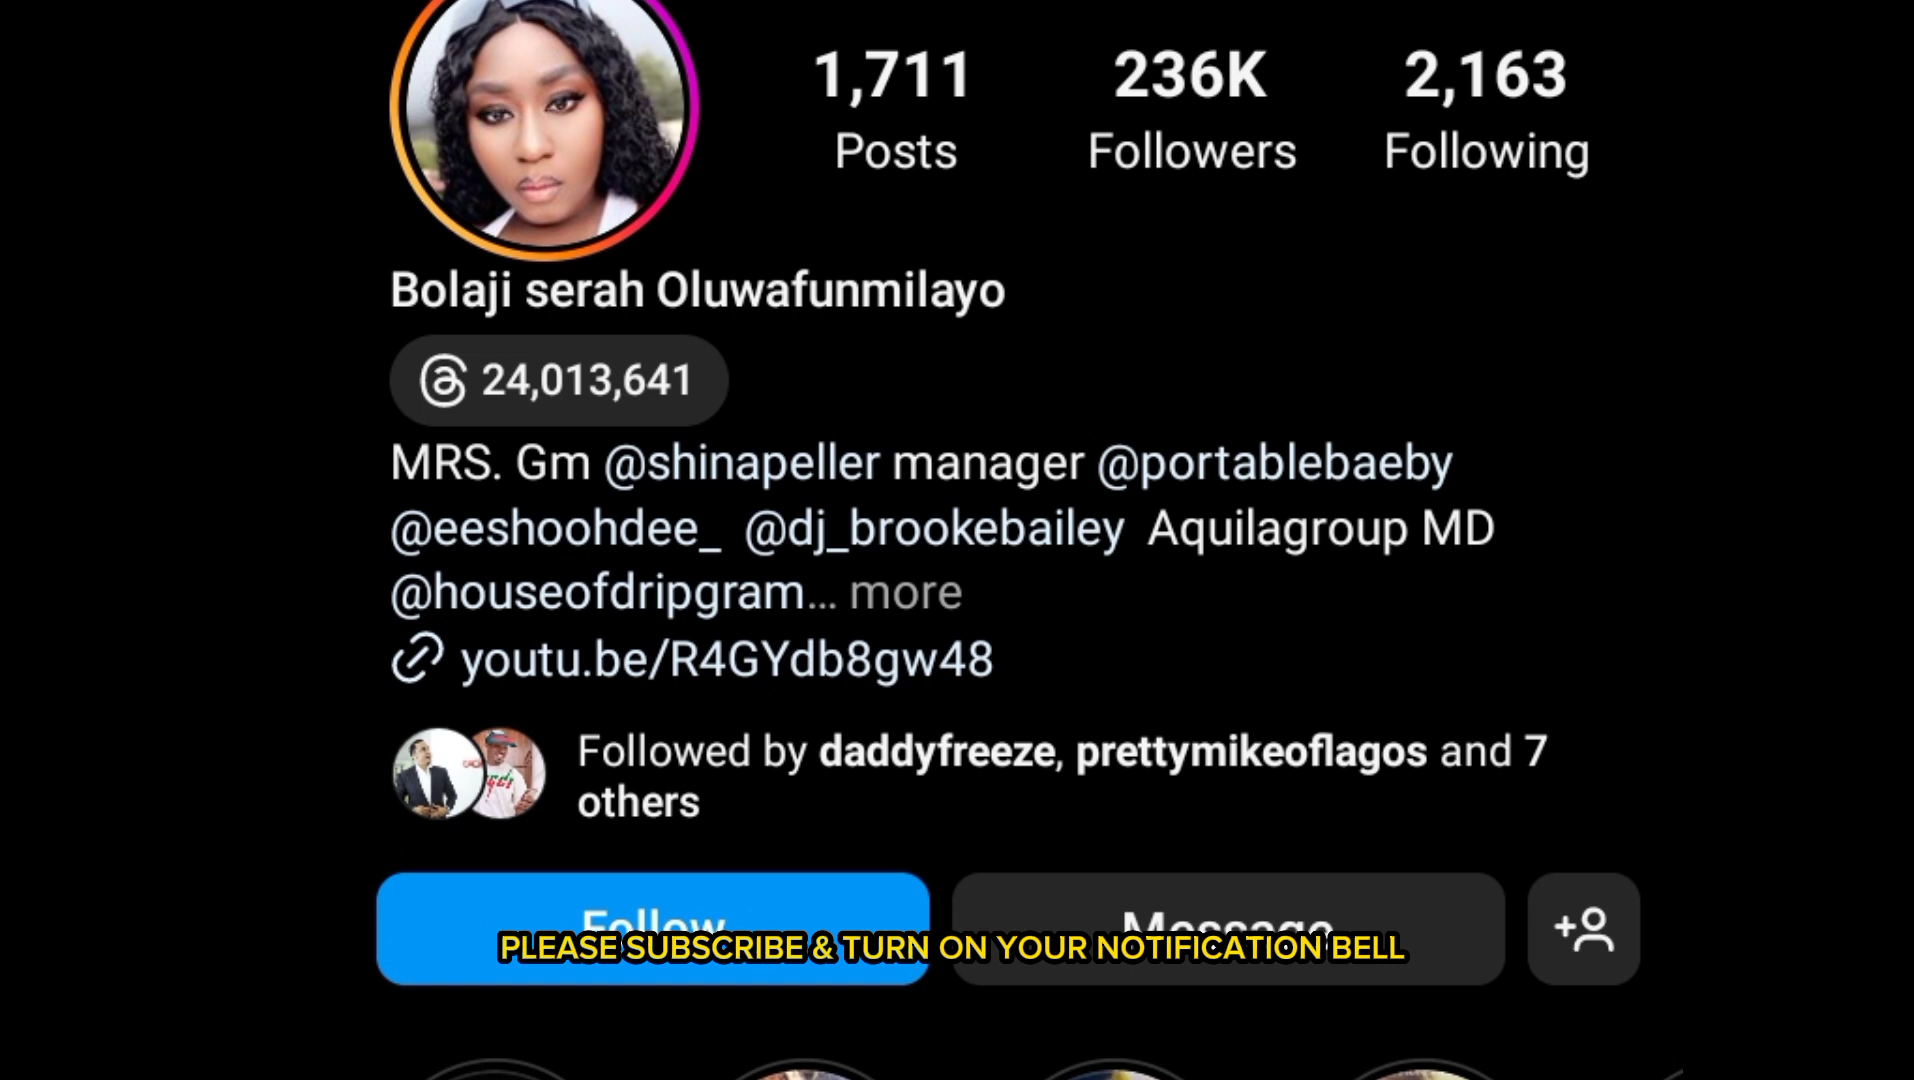 1,711 236K 2,163
Posts Followers Following
Bolaji serah Oluwafunmilayo
24,013,641
MRS. Gm @shinapeller manager @portablebaeby
@eeshoohdee_ @dj_brookebailey Aquilagroup MD
@houseofdripgram... more
youtu.be/R4GYdb8gw48
Followed by daddyfreeze, prettymikeoflagos and 7
others
Follow Message
PLEASE SUBSCRIBE & TURN ON YOUR NOTIFICATION BELL